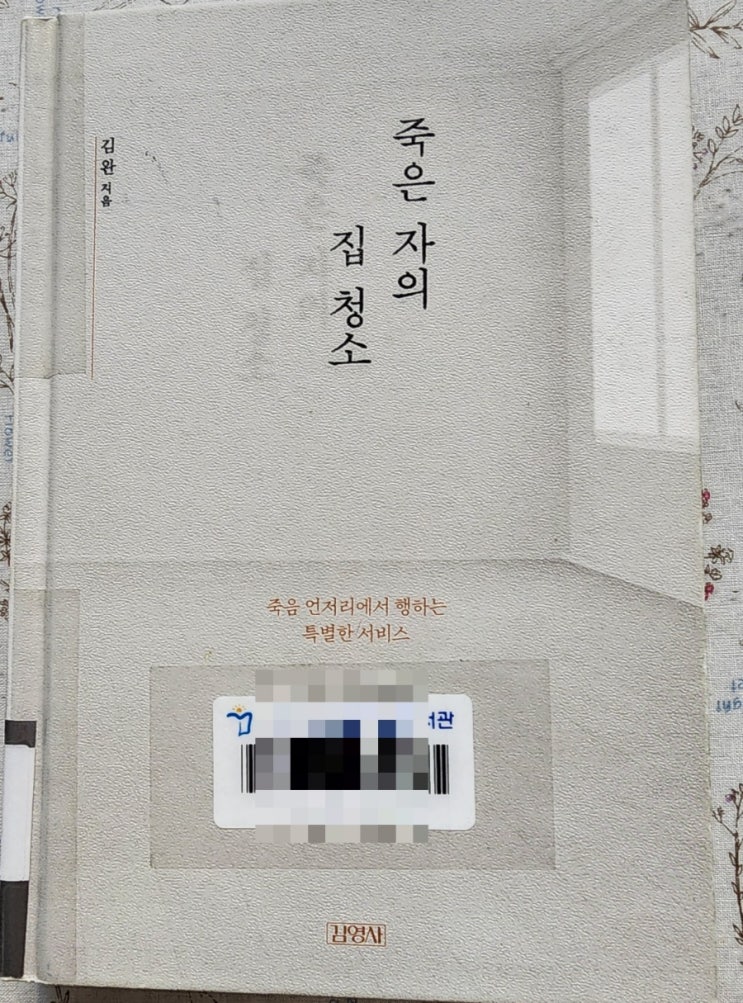 죽은 자의
집 청소
김완 지음
죽음 언저리에서 행하는
특별한 서비스
김영사